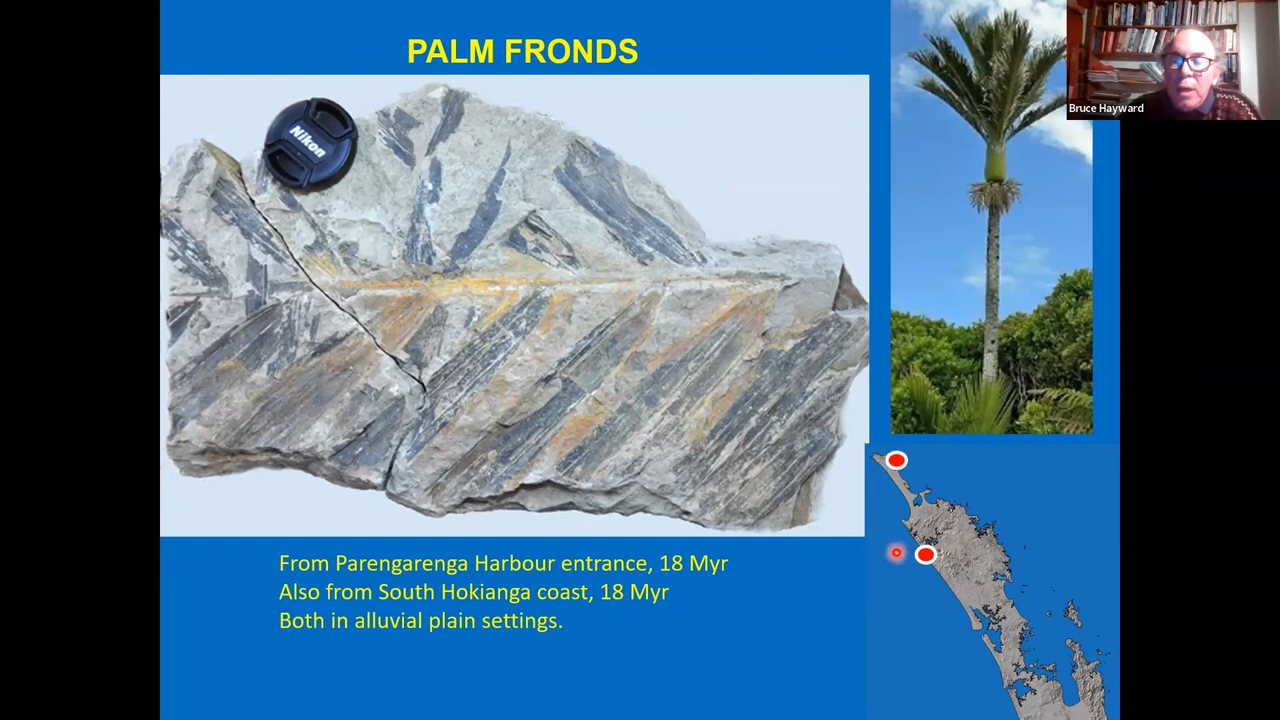 PALM FRONDS
Nikon
Bruce Hayward
From Parengarenga Harbour entrance, 18 Myr
Also from South Hokianga coast, 18 Myr
Both in alluvial plain settings.